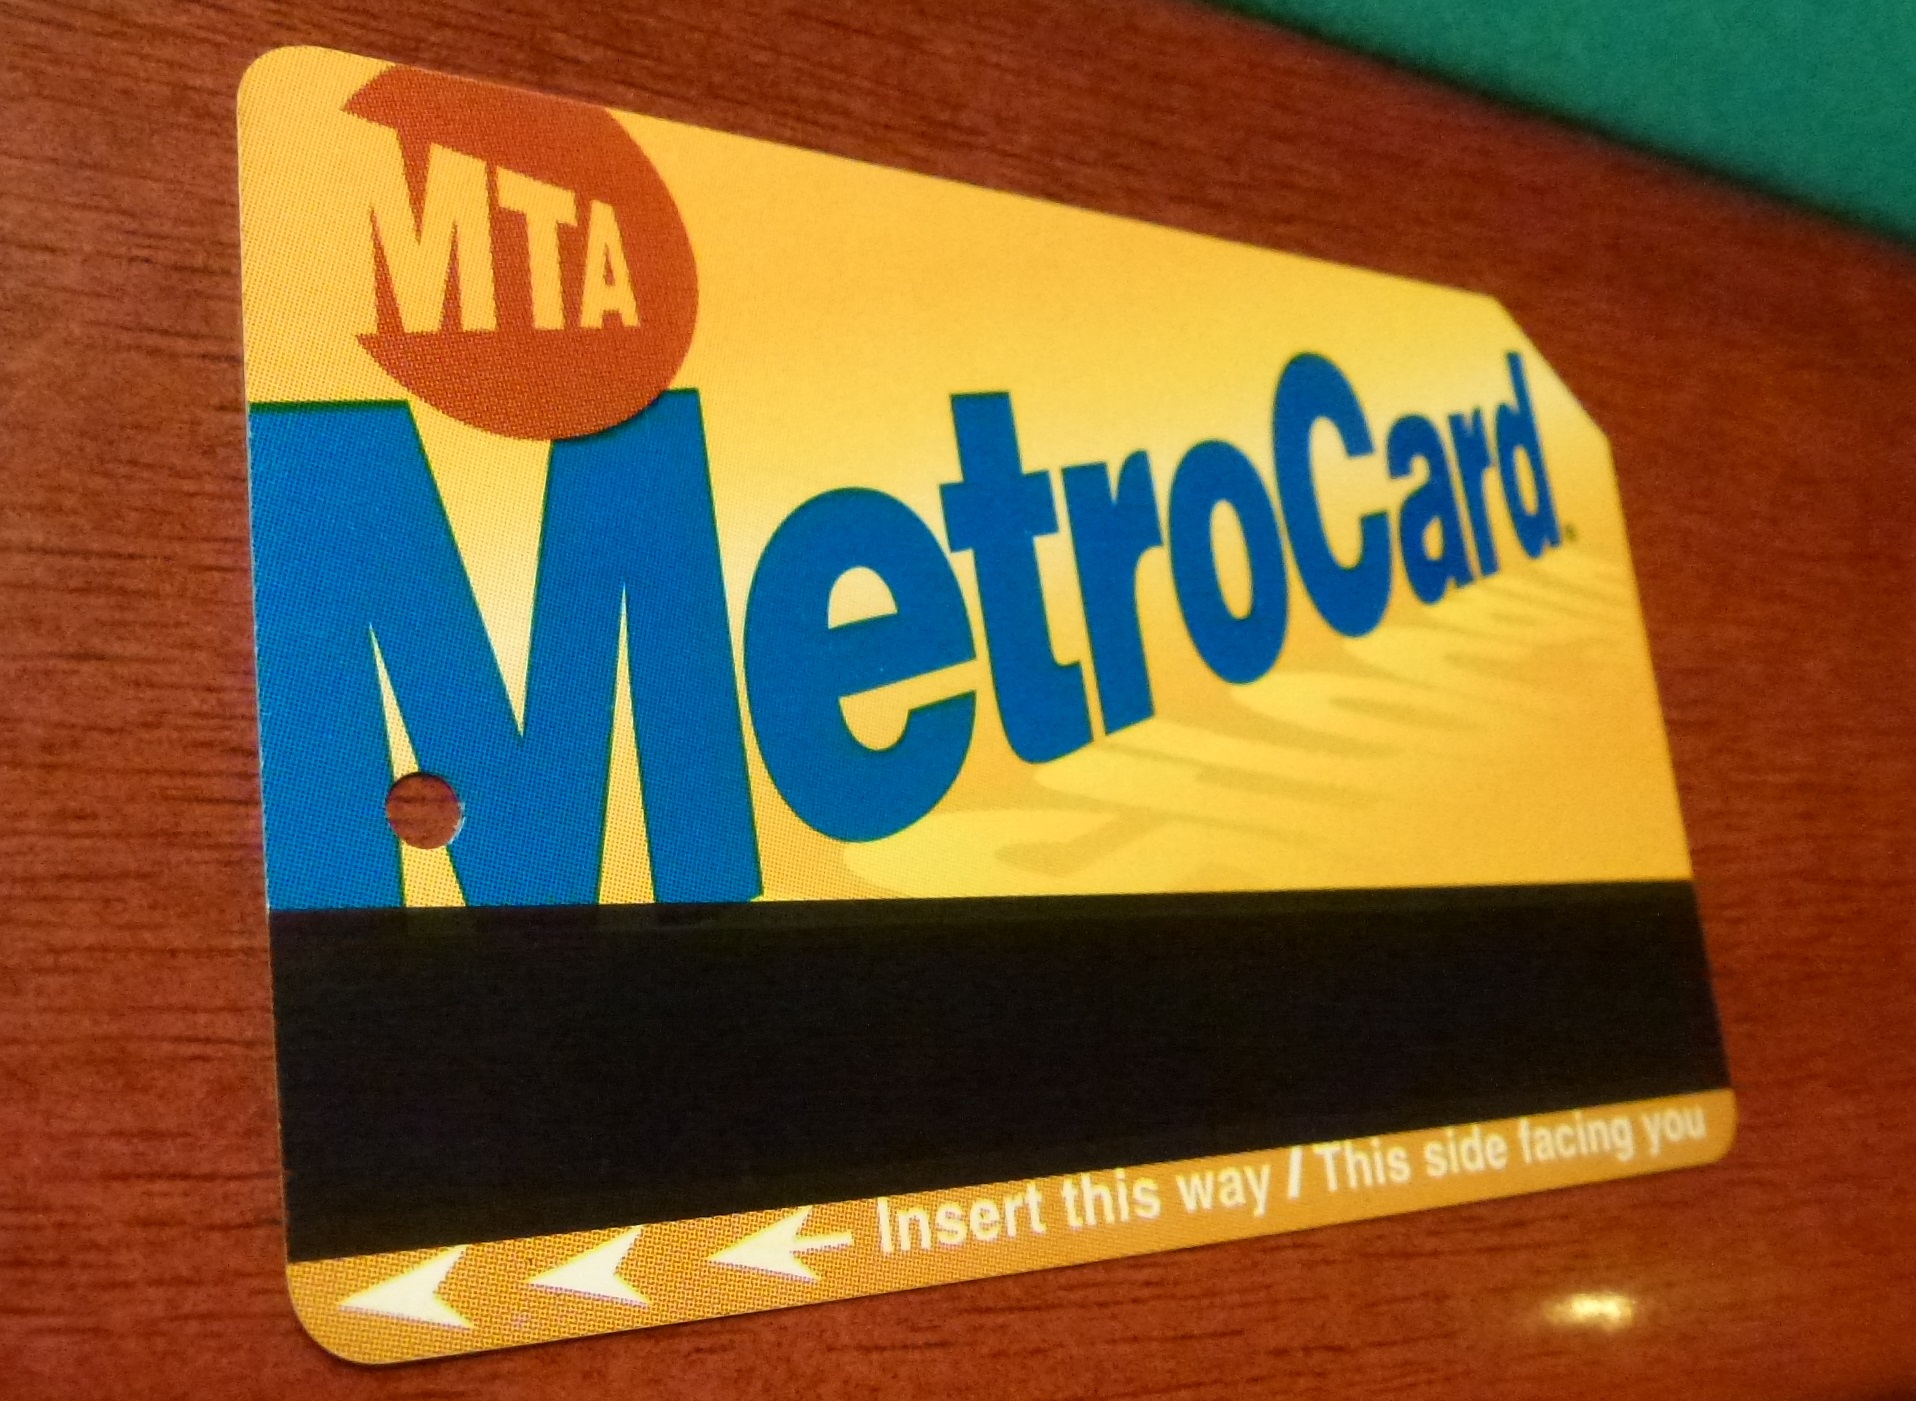 MTA
MetroCard
Insert this way / This side facing you